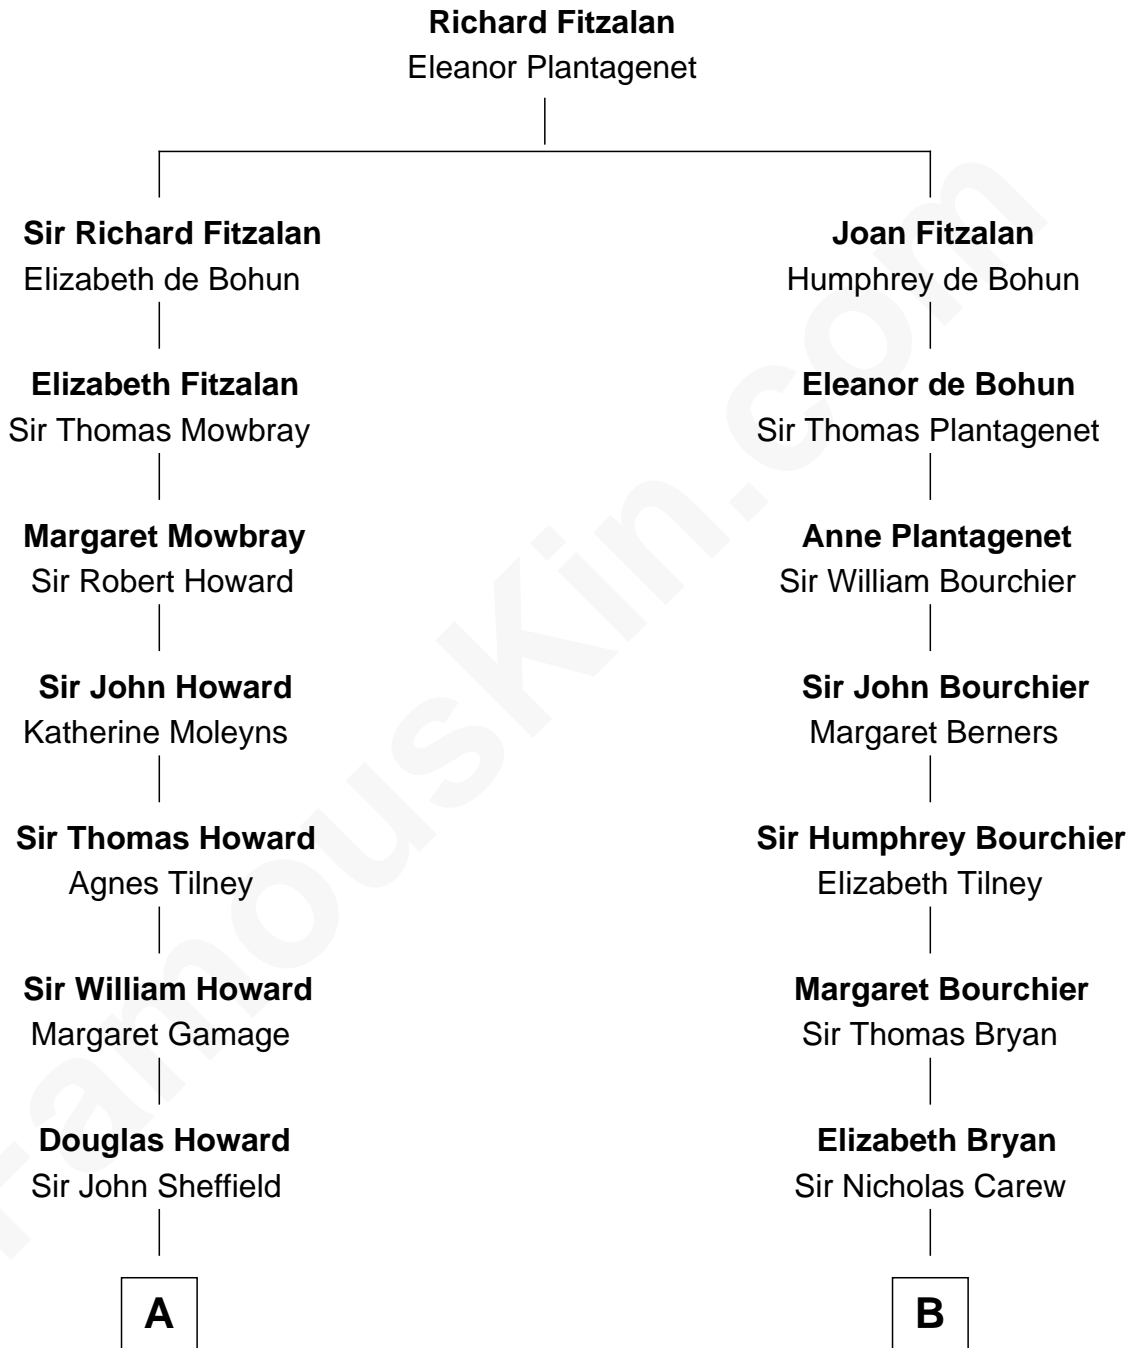 Richard Fitzalan
Eleanor Plantagenet
Sir Richard Fitzalan
Elizabeth de Bohun
Joan Fitzalan
Humphrey de Bohun
Elizabeth Fitzalan
Sir Thomas Mowbray
Eleanor de Bohun
Sir Thomas Plantagenet
Margaret Mowbray
Sir Robert Howard
Anne Plantagenet
Sir William Bourchier
Sir John Howard
Katherine Moleyns
Sir John Bourchier
Margaret Berners
Sir Thomas Howard
Agnes Tilney
Sir Humphrey Bourchier
Elizabeth Tilney
Sir William Howard
Margaret Gamage
Margaret Bourchier
Sir Thomas Bryan
Douglas Howard
Sir John Sheffield
Elizabeth Bryan
Sir Nicholas Carew
A
B
FamousKin.com